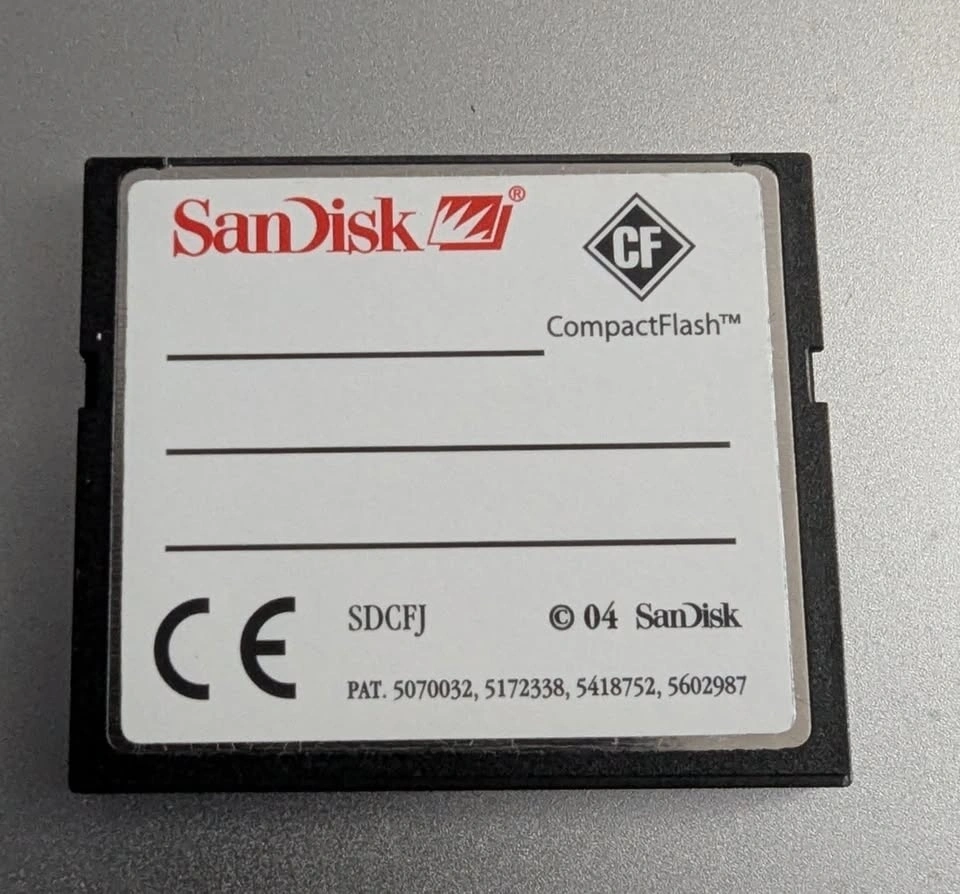 SanDisk®
CF
CompactFlash™
CE
SDCFJ © 04 SanDisk
PAT. 5070032, 5172338, 5418752, 5602987